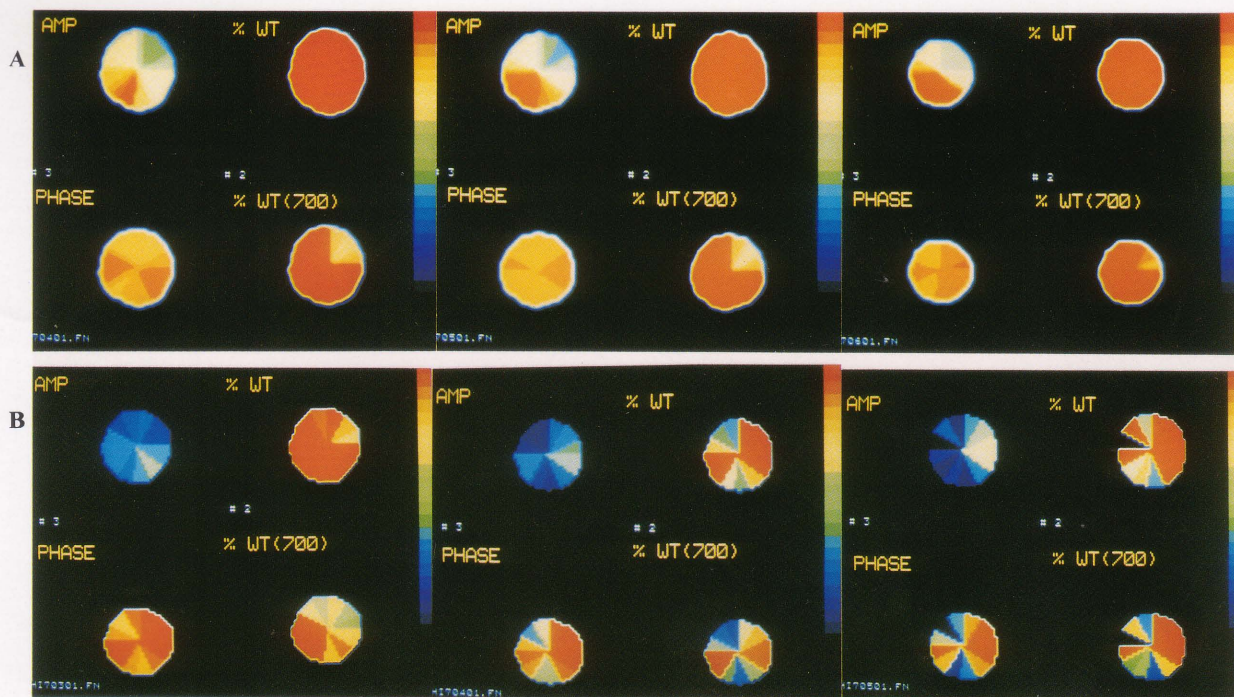 A
AMP % WT
# 3 # 2
PHASE % WT(700)
70401.FN
AMP % WT
# 3 # 2
PHASE % WT(700)
70501.FN
AMP % WT
# 3 # 2
PHASE % WT(700)
70601.FN
B
AMP % WT
# 3 # 2
PHASE % WT(700)
HI70301.FN
AMP % WT
# 3 # 2
PHASE % WT(700)
HI70401.FN
AMP % WT
# 3 # 2
PHASE % WT(700)
HI70501.FN